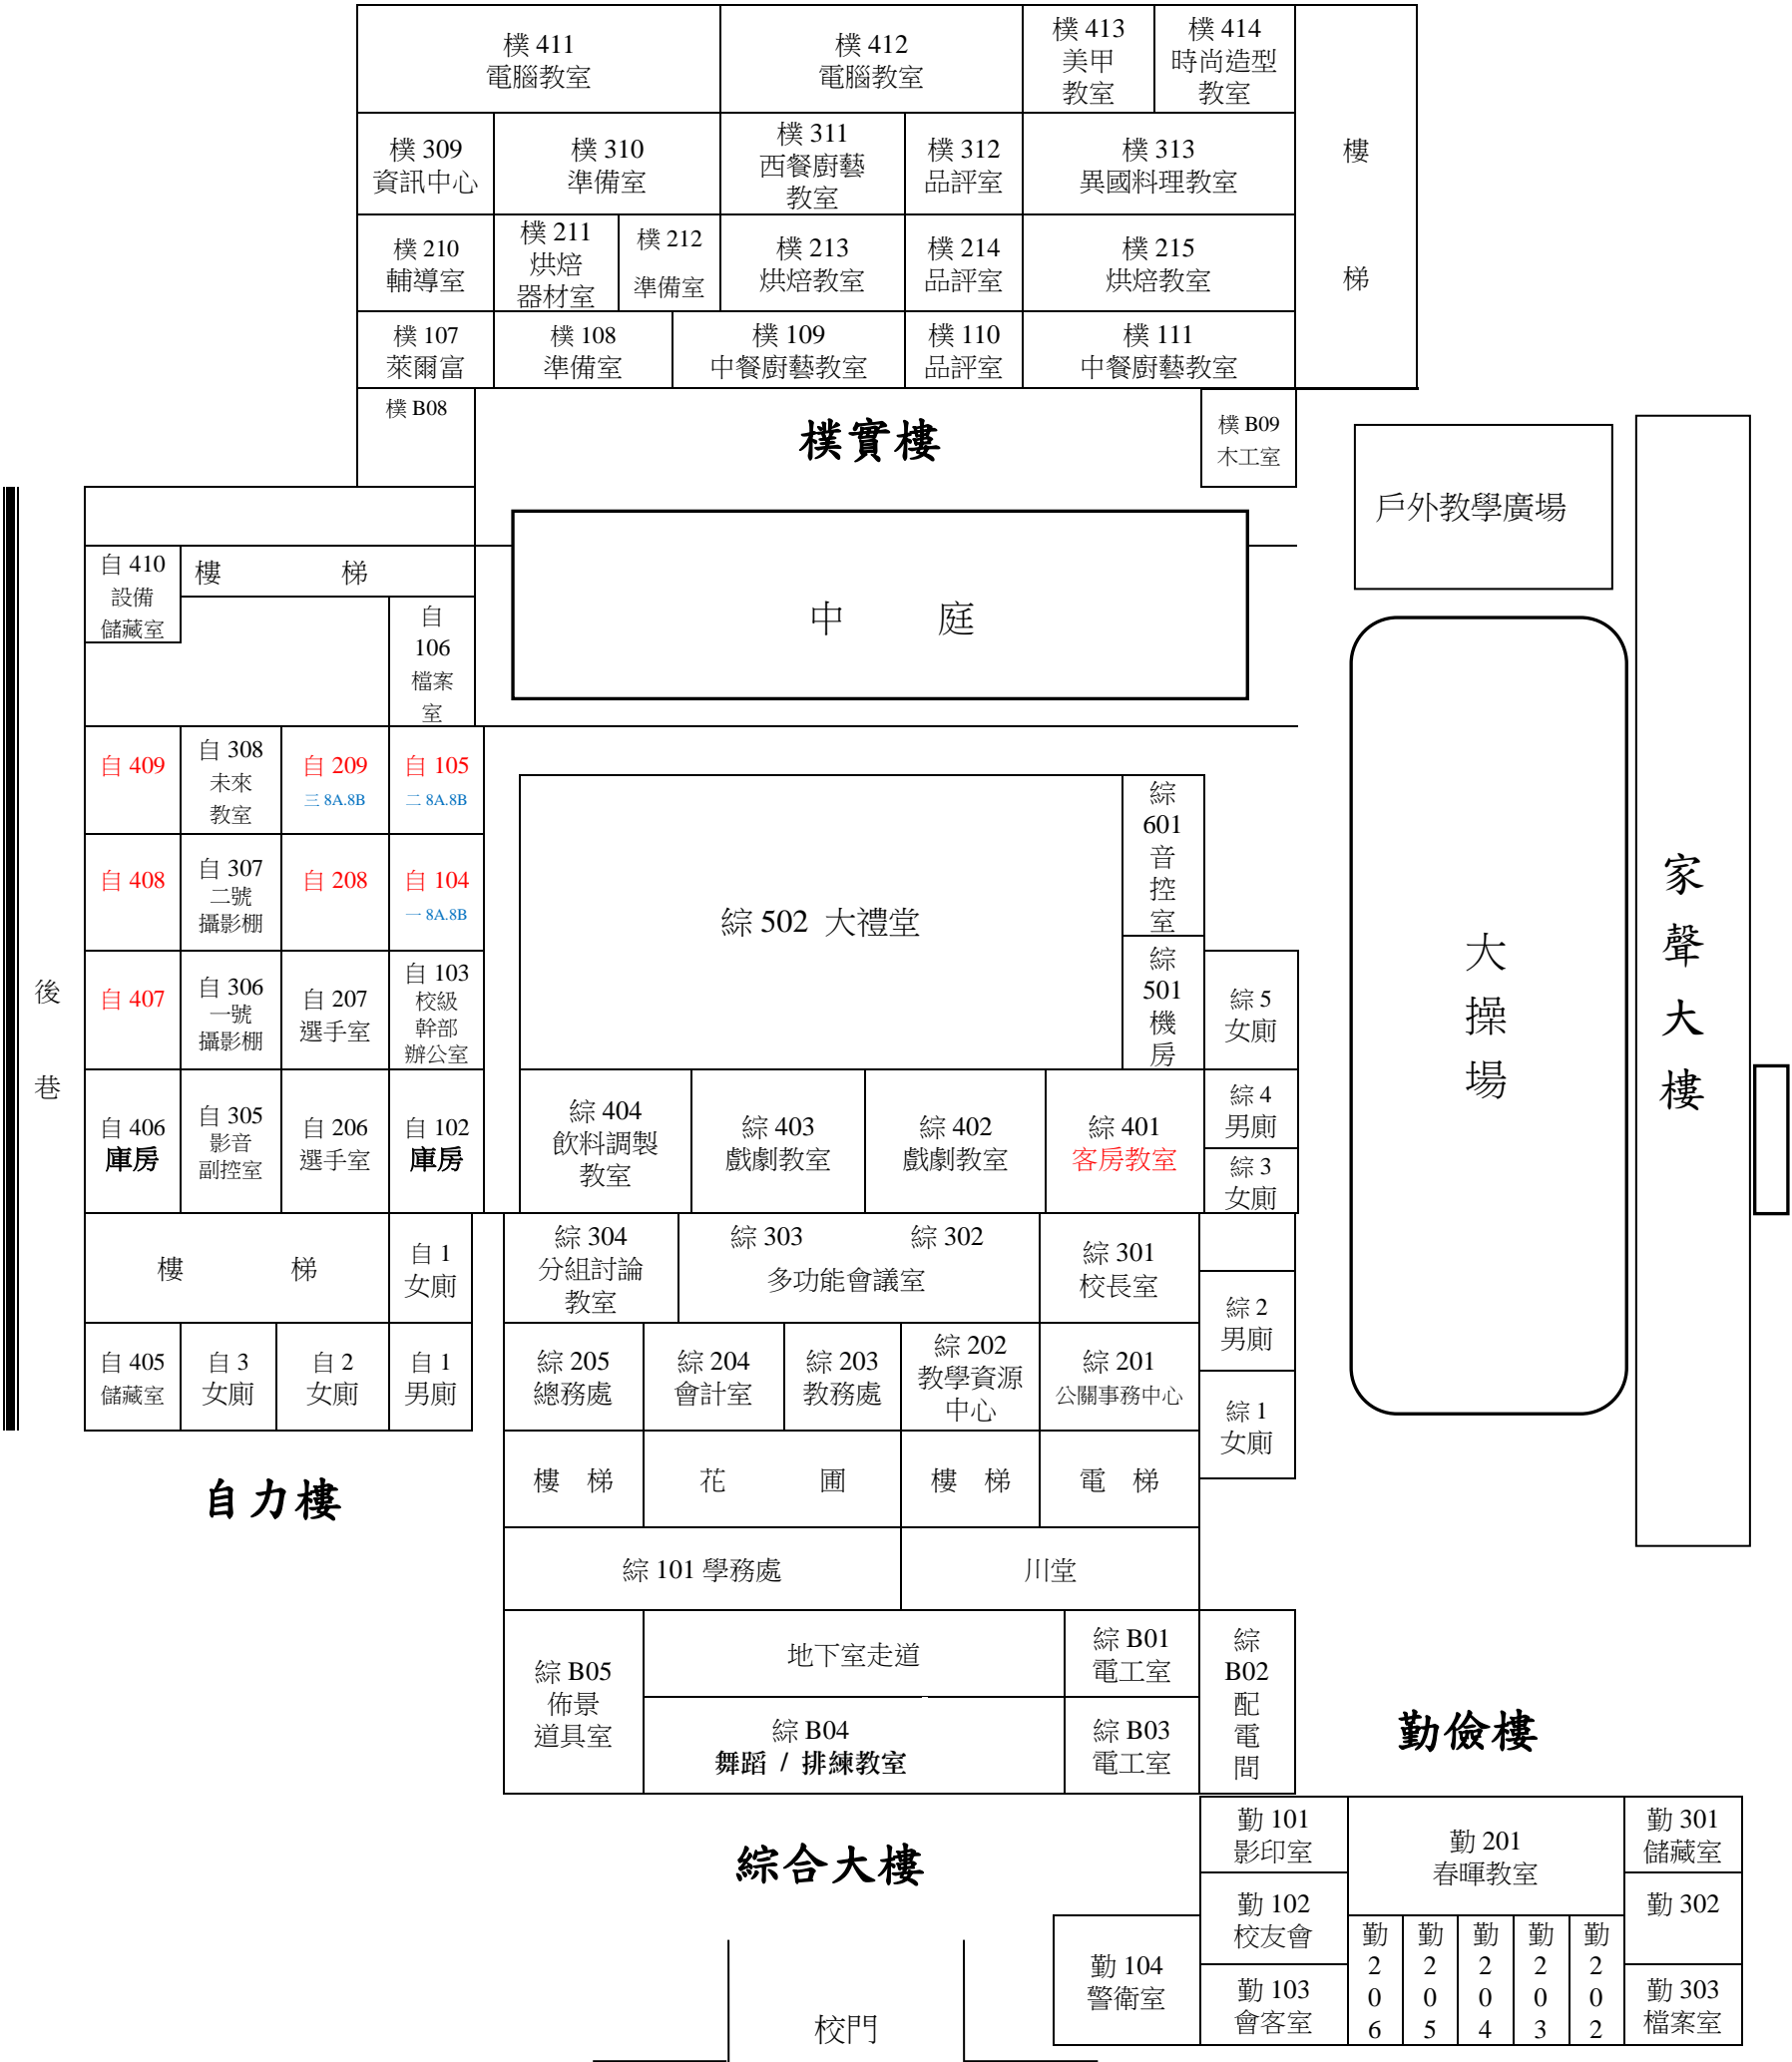 樸 411
電腦教室
樸 412
電腦教室
樸 413
美甲
教室
樸 414
時尚造型
教室
樓
梯
樸 309
資訊中心
樸 310
準備室
樸 311
西餐廚藝
教室
樸 312
品評室
樸 313
異國料理教室
樸 210
輔導室
樸 211
烘焙
器材室
樸 212
準備室
樸 213
烘焙教室
樸 214
品評室
樸 215
烘焙教室
樸 107
萊爾富
樸 108
準備室
樸 109
中餐廚藝教室
樸 110
品評室
樸 111
中餐廚藝教室
樸 B08
樸實樓
樸 B09
木工室
戶外教學廣場
家聲大樓
大操場
中 庭
後
巷
自 410
設備
儲藏室
樓 梯
自
106
檔案
室
自 409
自 308
未來
教室
自 209
三 8A.8B
自 105
二 8A.8B
自 408
自 307
二號
攝影棚
自 208
自 104
一 8A.8B
自 407
自 306
一號
攝影棚
自 207
選手室
自 103
校級
幹部
辦公室
自 406
庫房
自 305
影音
副控室
自 206
選手室
自 102
庫房
樓 梯
自 1
女廁
自 405
儲藏室
自 3
女廁
自 2
女廁
自 1
男廁
自力樓
綜 502 大禮堂
綜
601
音
控
室
綜
501
機
房
綜 5
女廁
綜 404
飲料調製
教室
綜 403
戲劇教室
綜 402
戲劇教室
綜 401
客房教室
綜 4
男廁
綜 3
女廁
綜 304
分組討論
教室
綜 303 綜 302
多功能會議室
綜 301
校長室
綜 2
男廁
綜 205
總務處
綜 204
會計室
綜 203
教務處
綜 202
教學資源
中心
綜 201
公關事務中心
綜 1
女廁
樓 梯
花 圃
樓 梯
電 梯
綜 101 學務處
川堂
綜 B05
佈景
道具室
地下室走道
綜 B01
電工室
綜
B02
配
電
間
綜 B04
舞蹈 / 排練教室
綜 B03
電工室
綜合大樓
勤儉樓
勤 101
影印室
勤 201
春暉教室
勤 301
儲藏室
勤 102
校友會
勤 302
勤 104
警衛室
勤 103
會客室
勤
2
0
6
勤
2
0
5
勤
2
0
4
勤
2
0
3
勤
2
0
2
勤 303
檔案室
校門